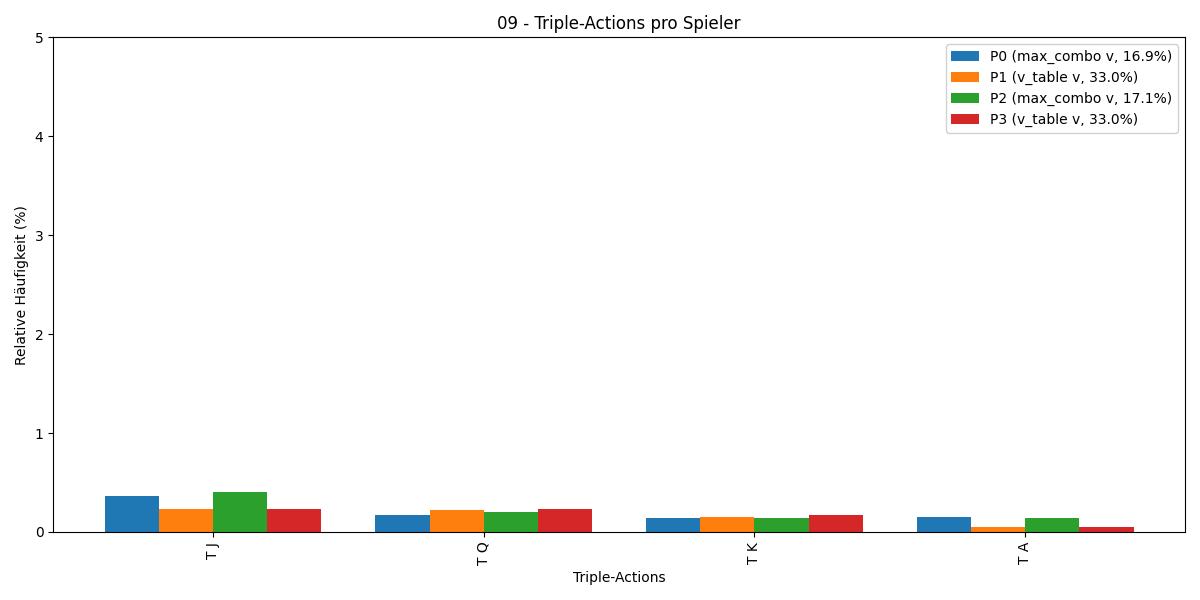 09 - Triple-Actions pro Spieler
P0 (max_combo v, 16.9%)
P1 (v_table v, 33.0%)
P2 (max_combo v, 17.1%)
P3 (v_table v, 33.0%)
Relative Häufigkeit (%)
5
4
3
2
1
0
T J
T Q
T K
T A
Triple-Actions